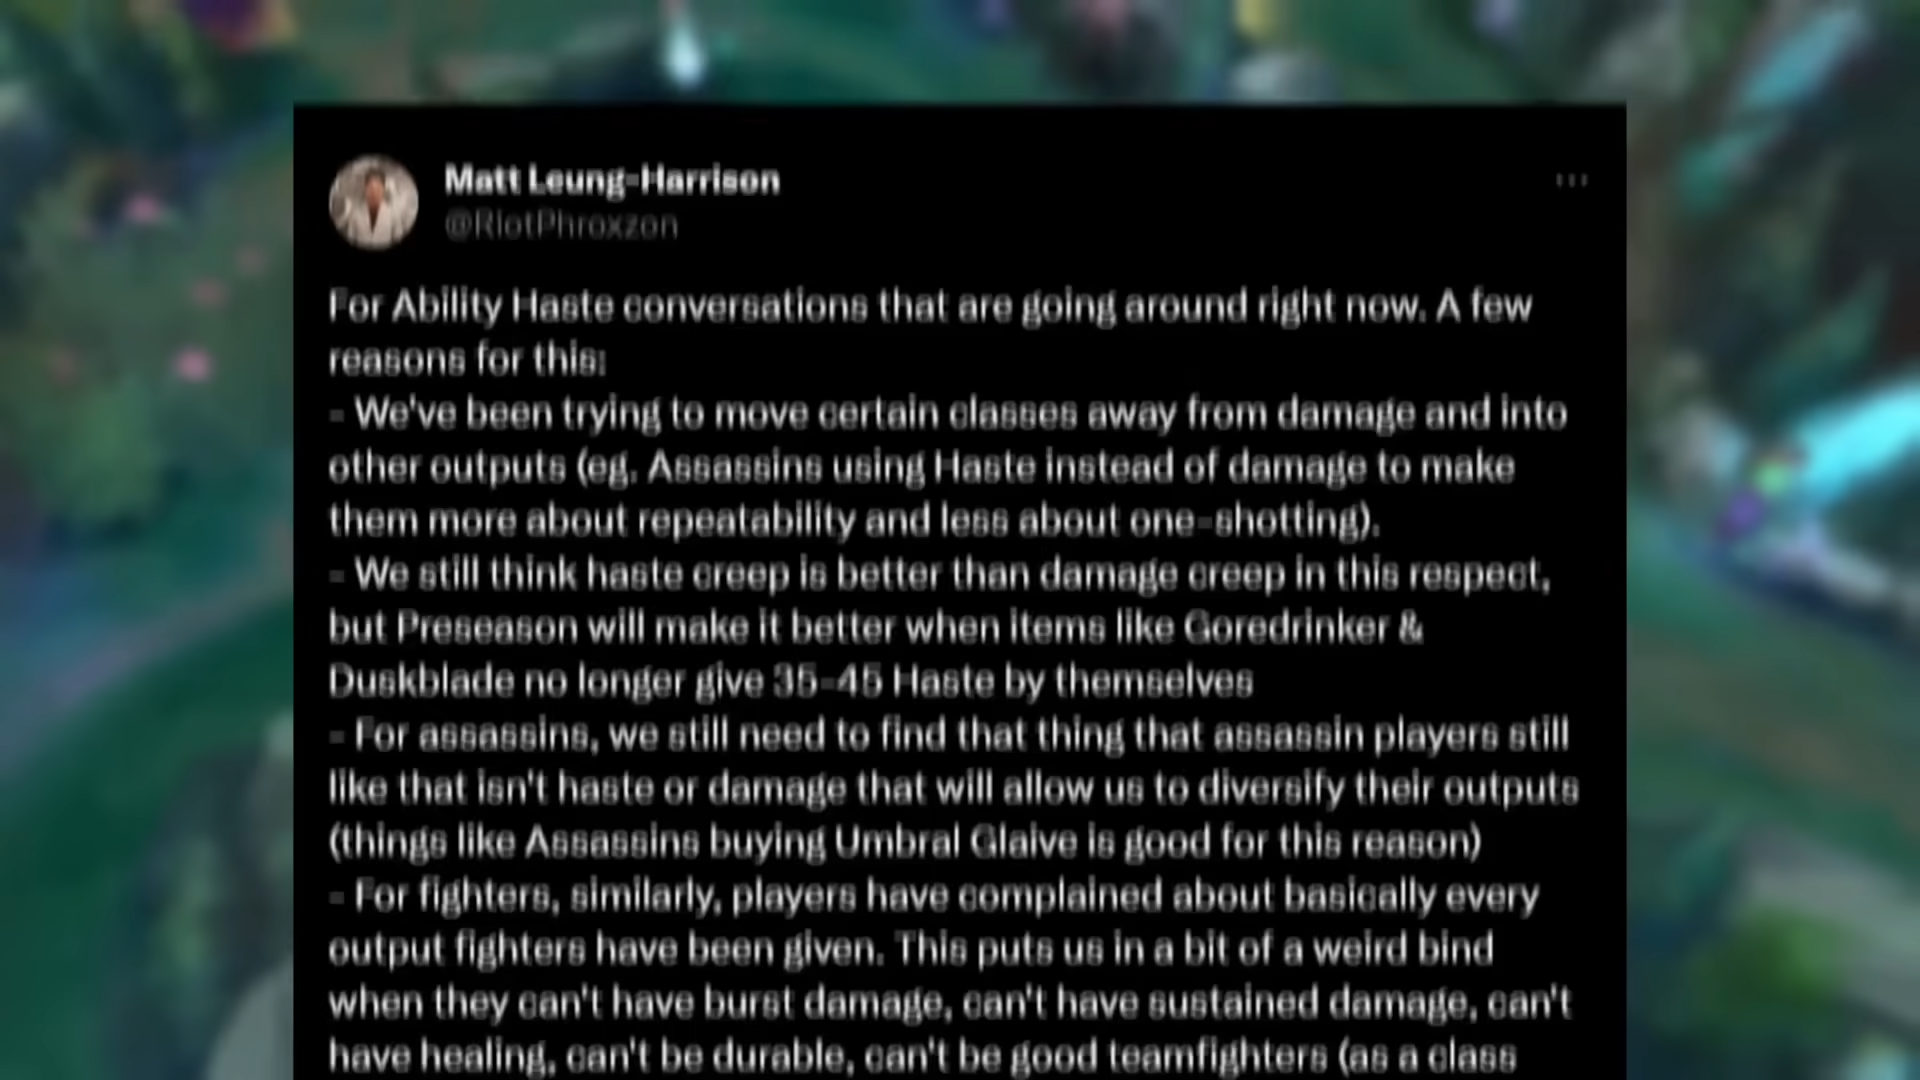 Matt Leung-Harrison
@RiotPhroxzon
For Ability Haste conversations that are going around right now. A few
reasons for this:
- We've been trying to move certain classes away from damage and into
other outputs (eg. Assassins using Haste instead of damage to make
them more about repeatability and less about one-shotting).
- We still think haste creep is better than damage creep in this respect,
but Preseason will make it better when items like Goredrinker &
Duskblade no longer give 35-45 Haste by themselves
- For assassins, we still need to find that thing that assassin players still
like that isn't haste or damage that will allow us to diversify their outputs
(things like Assassins buying Umbral Glaive is good for this reason)
- For fighters, similarly, players have complained about basically every
output fighters have been given. This puts us in a bit of a weird bind
when they can't have burst damage, can't have sustained damage, can't
have healing, can't be durable, can't be good teamfighters (as a class